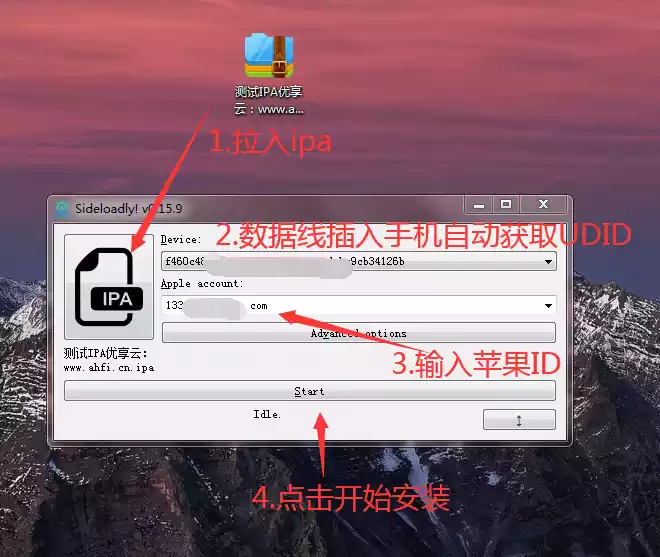 测试IPA优享
云：www.a...
1.拉入ipa
Sideloadly! v0.15.9
Device:
2.数据线插入手机自动获取UDID
f460c48 9cb34126b
Apple account:
IPA
133 com
Advanced options
测试IPA优享云：
www.ahfi.cn.ipa
3.输入苹果ID
Start
Idle.
4.点击开始安装